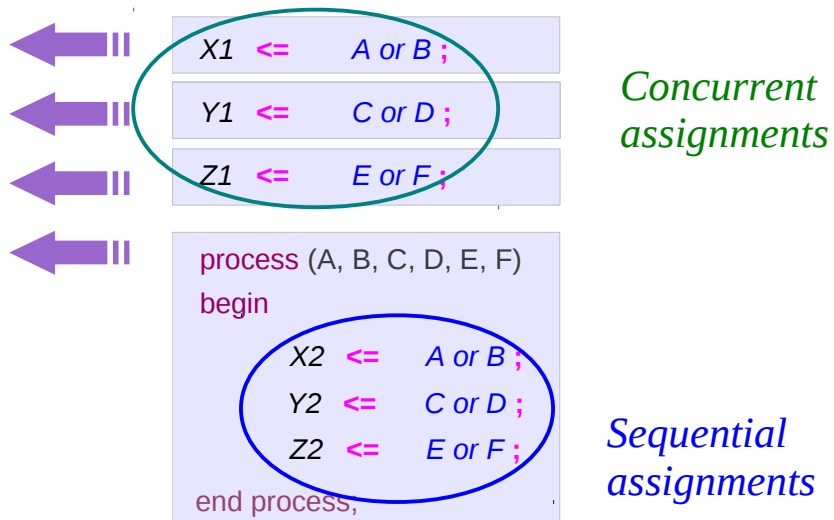 X1 <= A or B ;
Y1 <= C or D ;
Z1 <= E or F ;
Concurrent
assignments
process (A, B, C, D, E, F)
begin
X2 <= A or B ;
Y2 <= C or D ;
Z2 <= E or F ;
end process;
Sequential
assignments